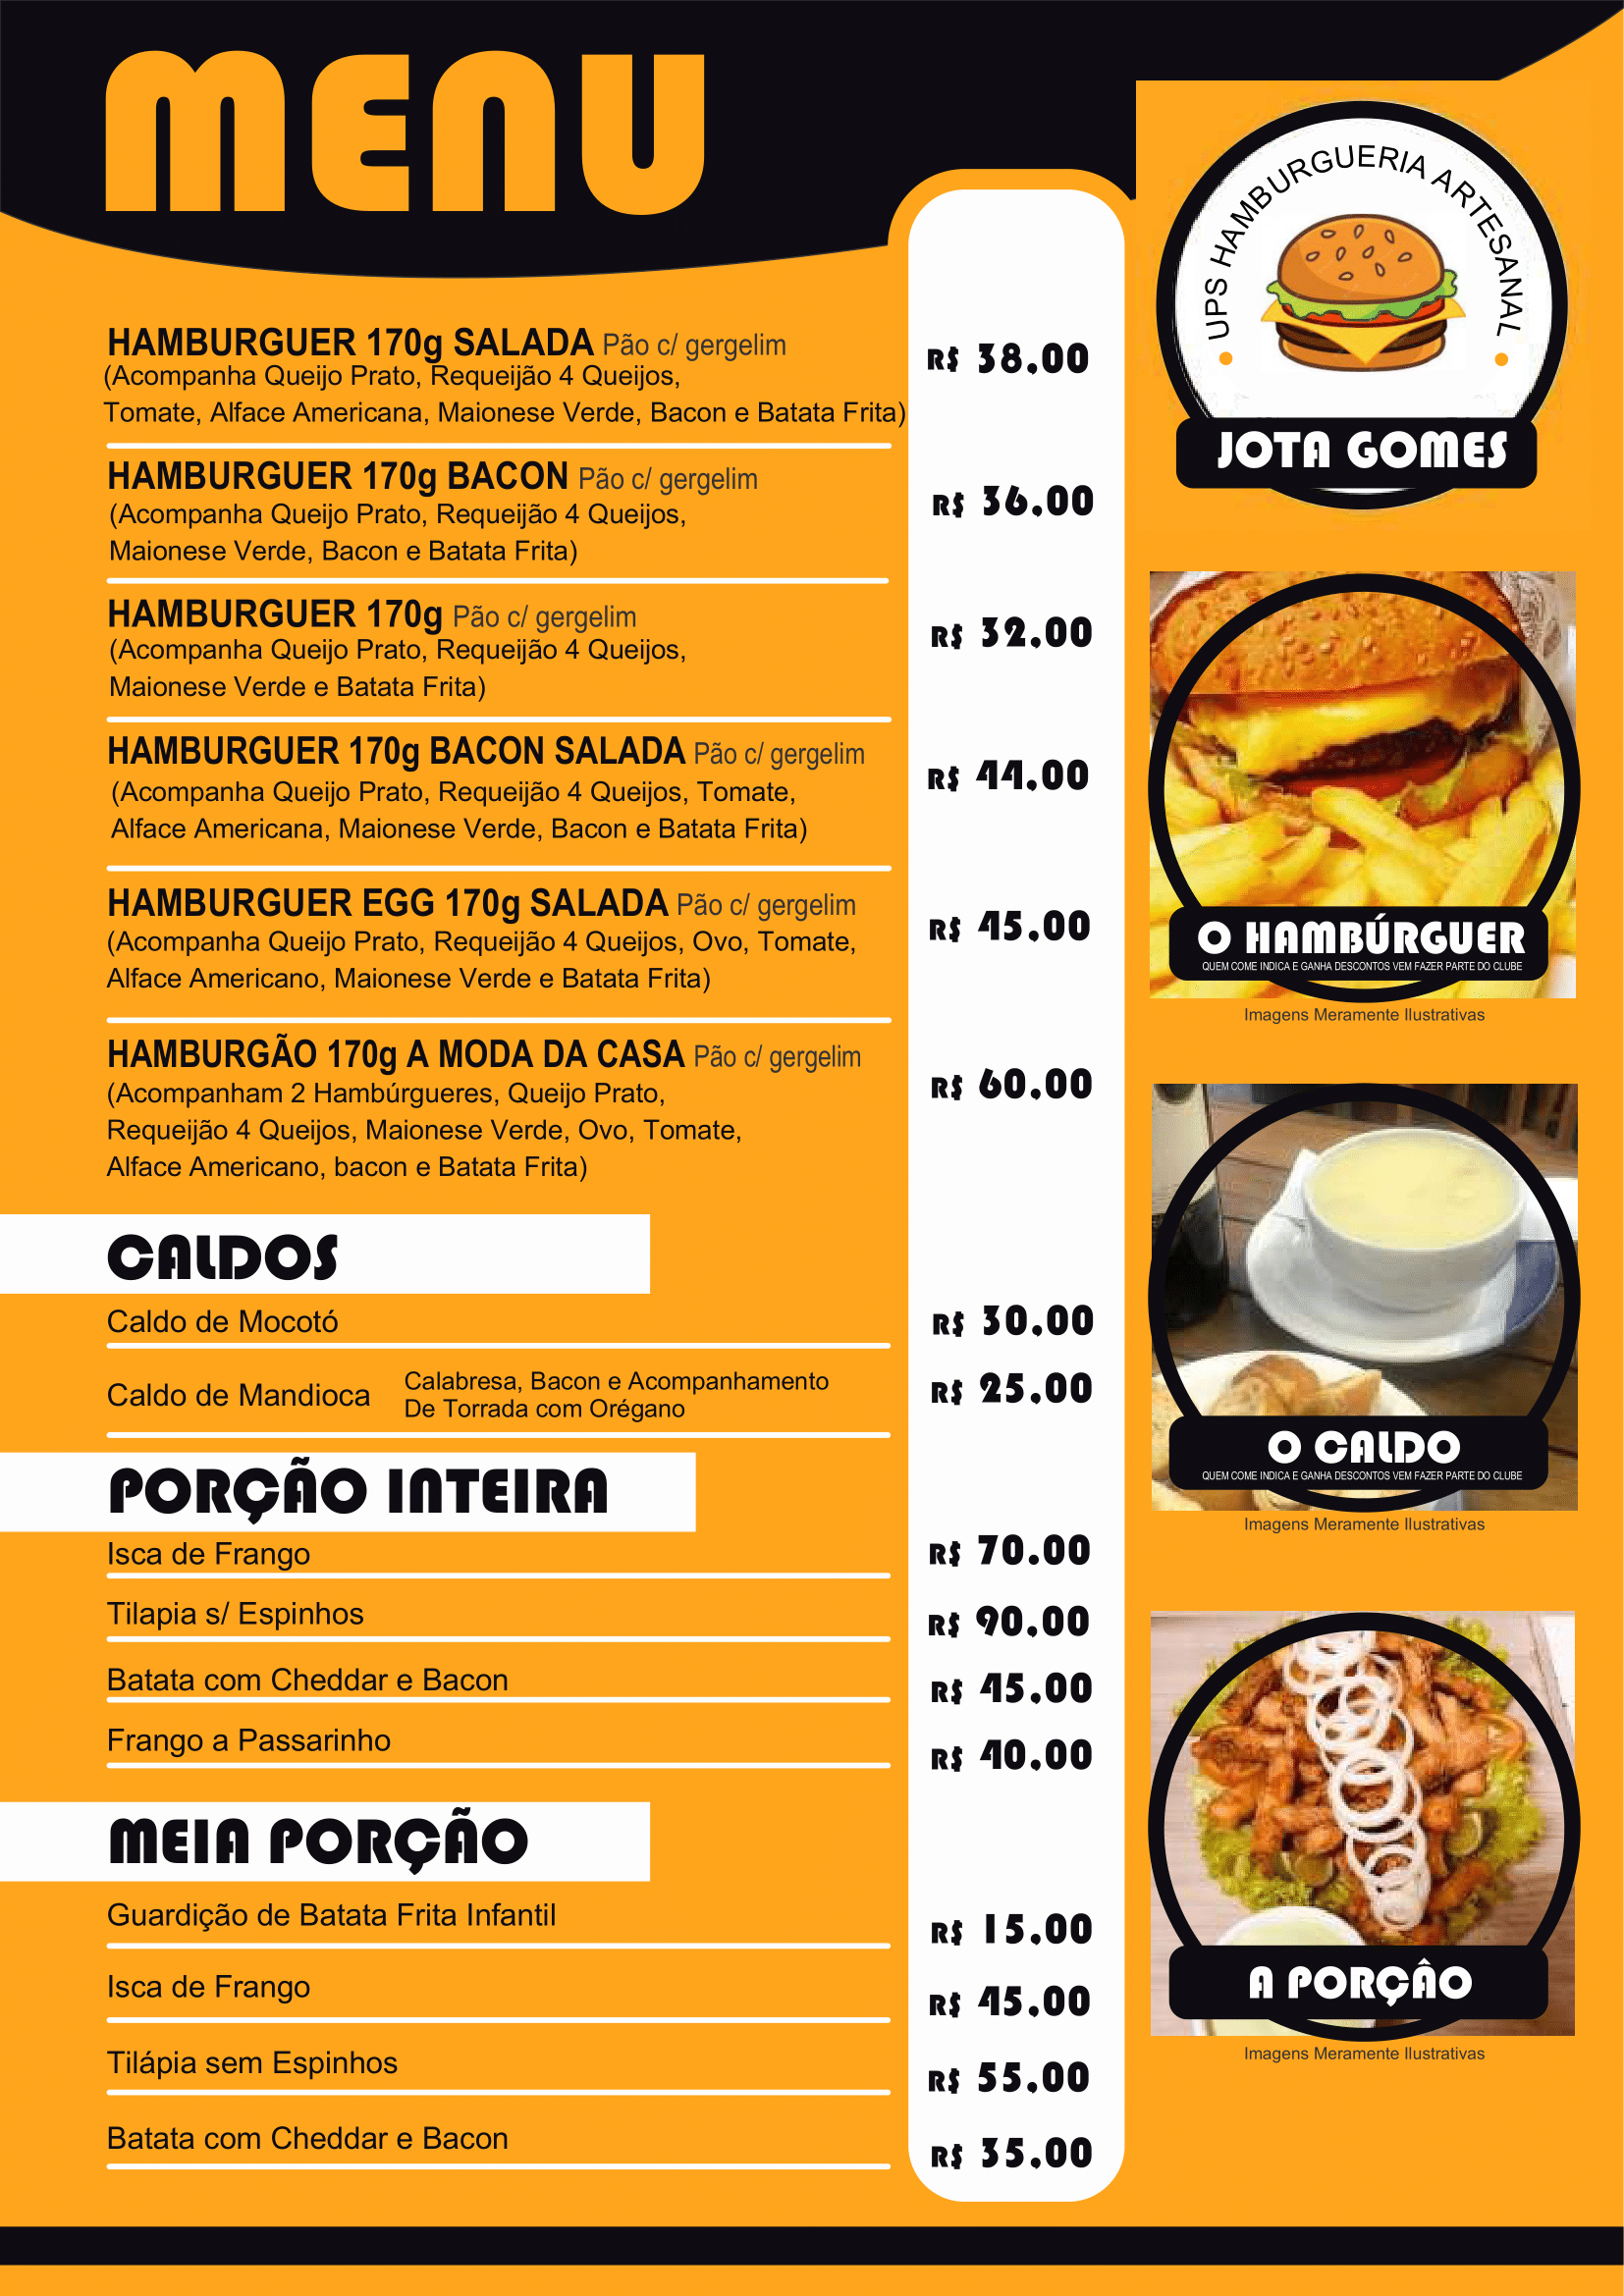 MENU
UPS HAMBURGUERIA ARTESANAL
JOTA GOMES
HAMBURGUER 170g SALADA Pão c/ gergelim
R$ 38,00
(Acompanha Queijo Prato, Requeijão 4 Queijos,
Tomate, Alface Americana, Maionese Verde, Bacon e Batata Frita)
HAMBURGUER 170g BACON Pão c/ gergelim
R$ 36,00
(Acompanha Queijo Prato, Requeijão 4 Queijos,
Maionese Verde, Bacon e Batata Frita)
HAMBURGUER 170g Pão c/ gergelim
R$ 32,00
(Acompanha Queijo Prato, Requeijão 4 Queijos,
Maionese Verde e Batata Frita)
HAMBURGUER 170g BACON SALADA Pão c/ gergelim
R$ 44,00
(Acompanha Queijo Prato, Requeijão 4 Queijos, Tomate,
Alface Americana, Maionese Verde, Bacon e Batata Frita)
HAMBURGUER EGG 170g SALADA Pão c/ gergelim
R$ 45,00
(Acompanha Queijo Prato, Requeijão 4 Queijos, Ovo, Tomate,
Alface Americano, Maionese Verde e Batata Frita)
HAMBURGÃO 170g A MODA DA CASA Pão c/ gergelim
R$ 60,00
(Acompanham 2 Hambúrgueres, Queijo Prato,
Requeijão 4 Queijos, Maionese Verde, Ovo, Tomate,
Alface Americano, bacon e Batata Frita)
CALDOS
Caldo de Mocotó
R$ 30,00
Caldo de Mandioca
Calabresa, Bacon e Acompanhamento
De Torrada com Orégano
R$ 25,00
PORÇÃO INTEIRA
Isca de Frango
R$ 70,00
Tilapia s/ Espinhos
R$ 90,00
Batata com Cheddar e Bacon
R$ 45,00
Frango a Passarinho
R$ 40,00
MEIA PORÇÃO
Guardição de Batata Frita Infantil
R$ 15,00
Isca de Frango
R$ 45,00
Tilápia sem Espinhos
R$ 55,00
Batata com Cheddar e Bacon
R$ 35,00
O HAMBÚRGUER
QUEM COME INDICA E GANHA DESCONTOS VEM FAZER PARTE DO CLUBE
Imagens Meramente Ilustrativas
O CALDO
QUEM COME INDICA E GANHA DESCONTOS VEM FAZER PARTE DO CLUBE
Imagens Meramente Ilustrativas
A PORÇÂO
Imagens Meramente Ilustrativas